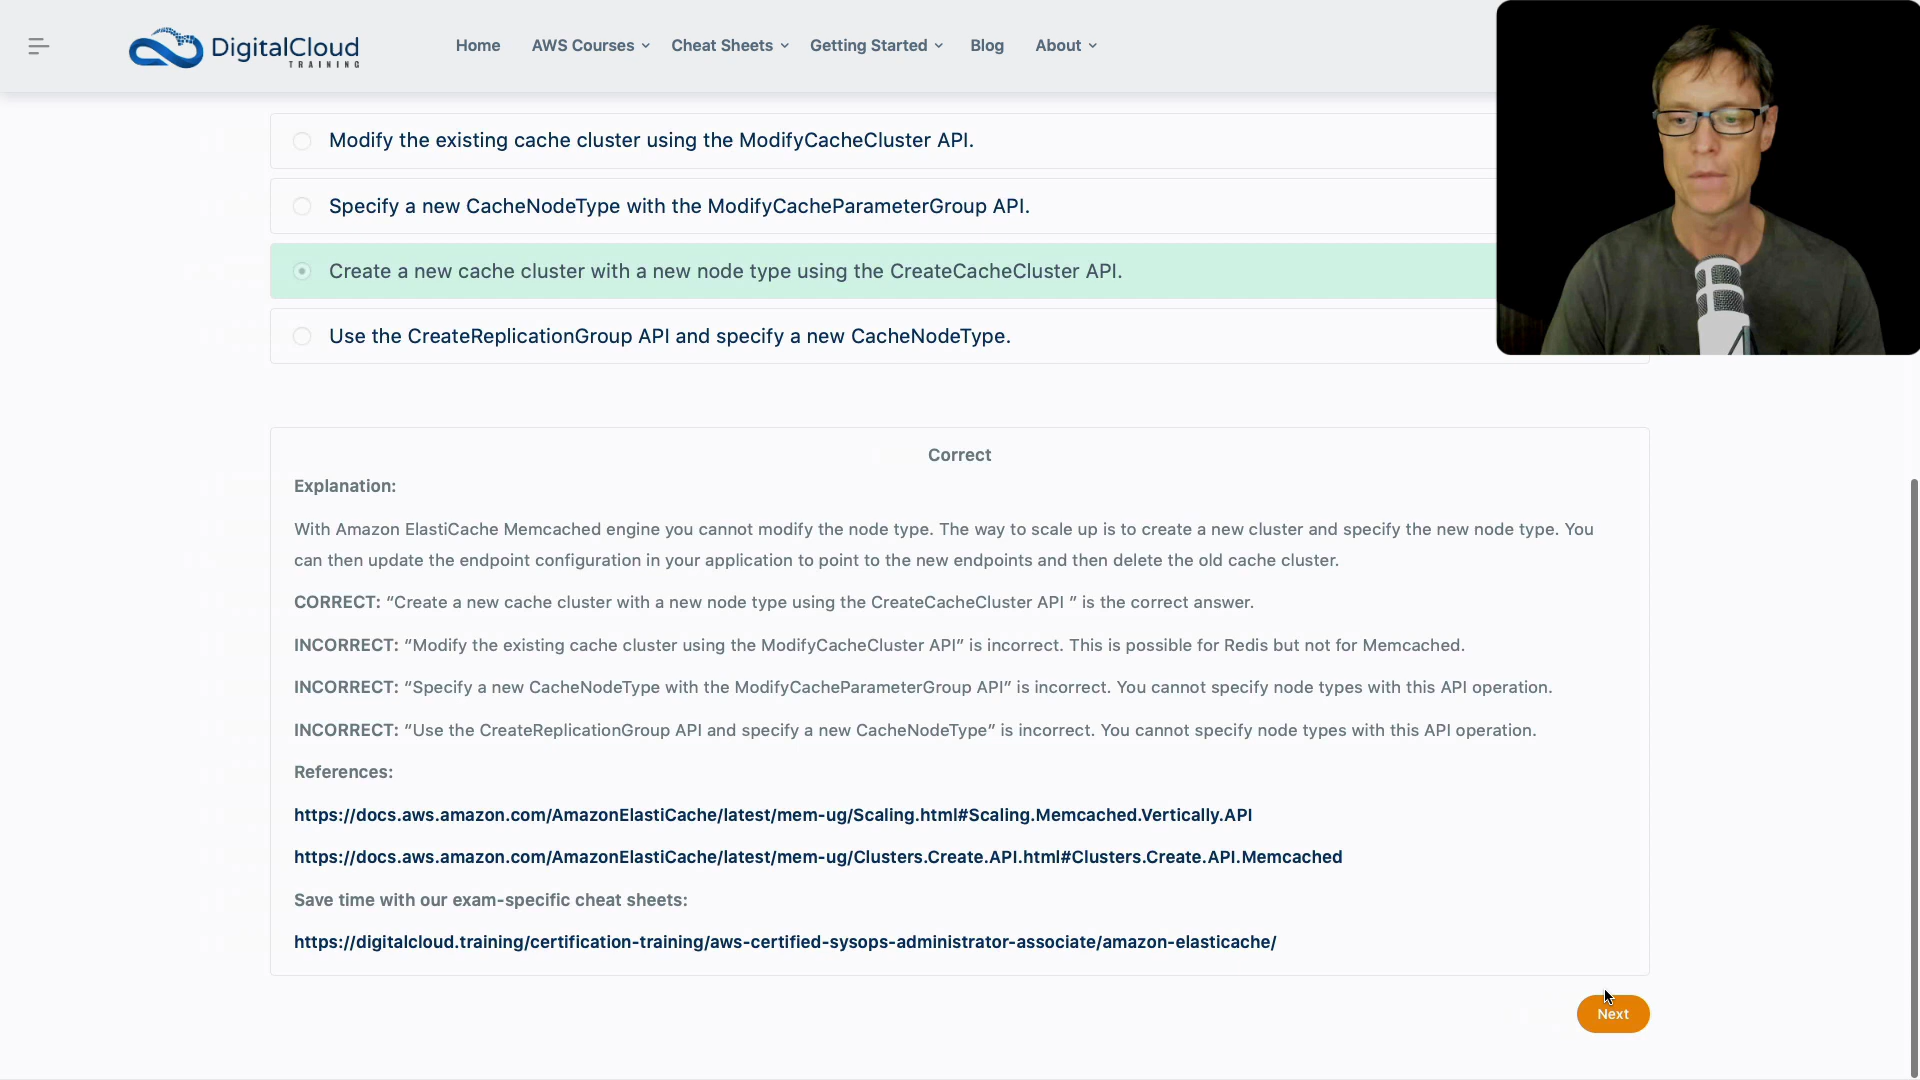 DigitalCloud
TRAINING
Home
AWS Courses
Cheat Sheets
Getting Started
Blog
About
Modify the existing cache cluster using the ModifyCacheCluster API.
Specify a new CacheNodeType with the ModifyCacheParameterGroup API.
Create a new cache cluster with a new node type using the CreateCacheCluster API.
Use the CreateReplicationGroup API and specify a new CacheNodeType.
Correct
Explanation:
With Amazon ElastiCache Memcached engine you cannot modify the node type. The way to scale up is to create a new cluster and specify the new node type. You
can then update the endpoint configuration in your application to point to the new endpoints and then delete the old cache cluster.
CORRECT: “Create a new cache cluster with a new node type using the CreateCacheCluster API ” is the correct answer.
INCORRECT: “Modify the existing cache cluster using the ModifyCacheCluster API” is incorrect. This is possible for Redis but not for Memcached.
INCORRECT: “Specify a new CacheNodeType with the ModifyCacheParameterGroup API” is incorrect. You cannot specify node types with this API operation.
INCORRECT: “Use the CreateReplicationGroup API and specify a new CacheNodeType” is incorrect. You cannot specify node types with this API operation.
References:
https://docs.aws.amazon.com/AmazonElastiCache/latest/mem-ug/Scaling.html#Scaling.Memcached.Vertically.API
https://docs.aws.amazon.com/AmazonElastiCache/latest/mem-ug/Clusters.Create.API.html#Clusters.Create.API.Memcached
Save time with our exam-specific cheat sheets:
https://digitalcloud.training/certification-training/aws-certified-sysops-administrator-associate/amazon-elasticache/
Next